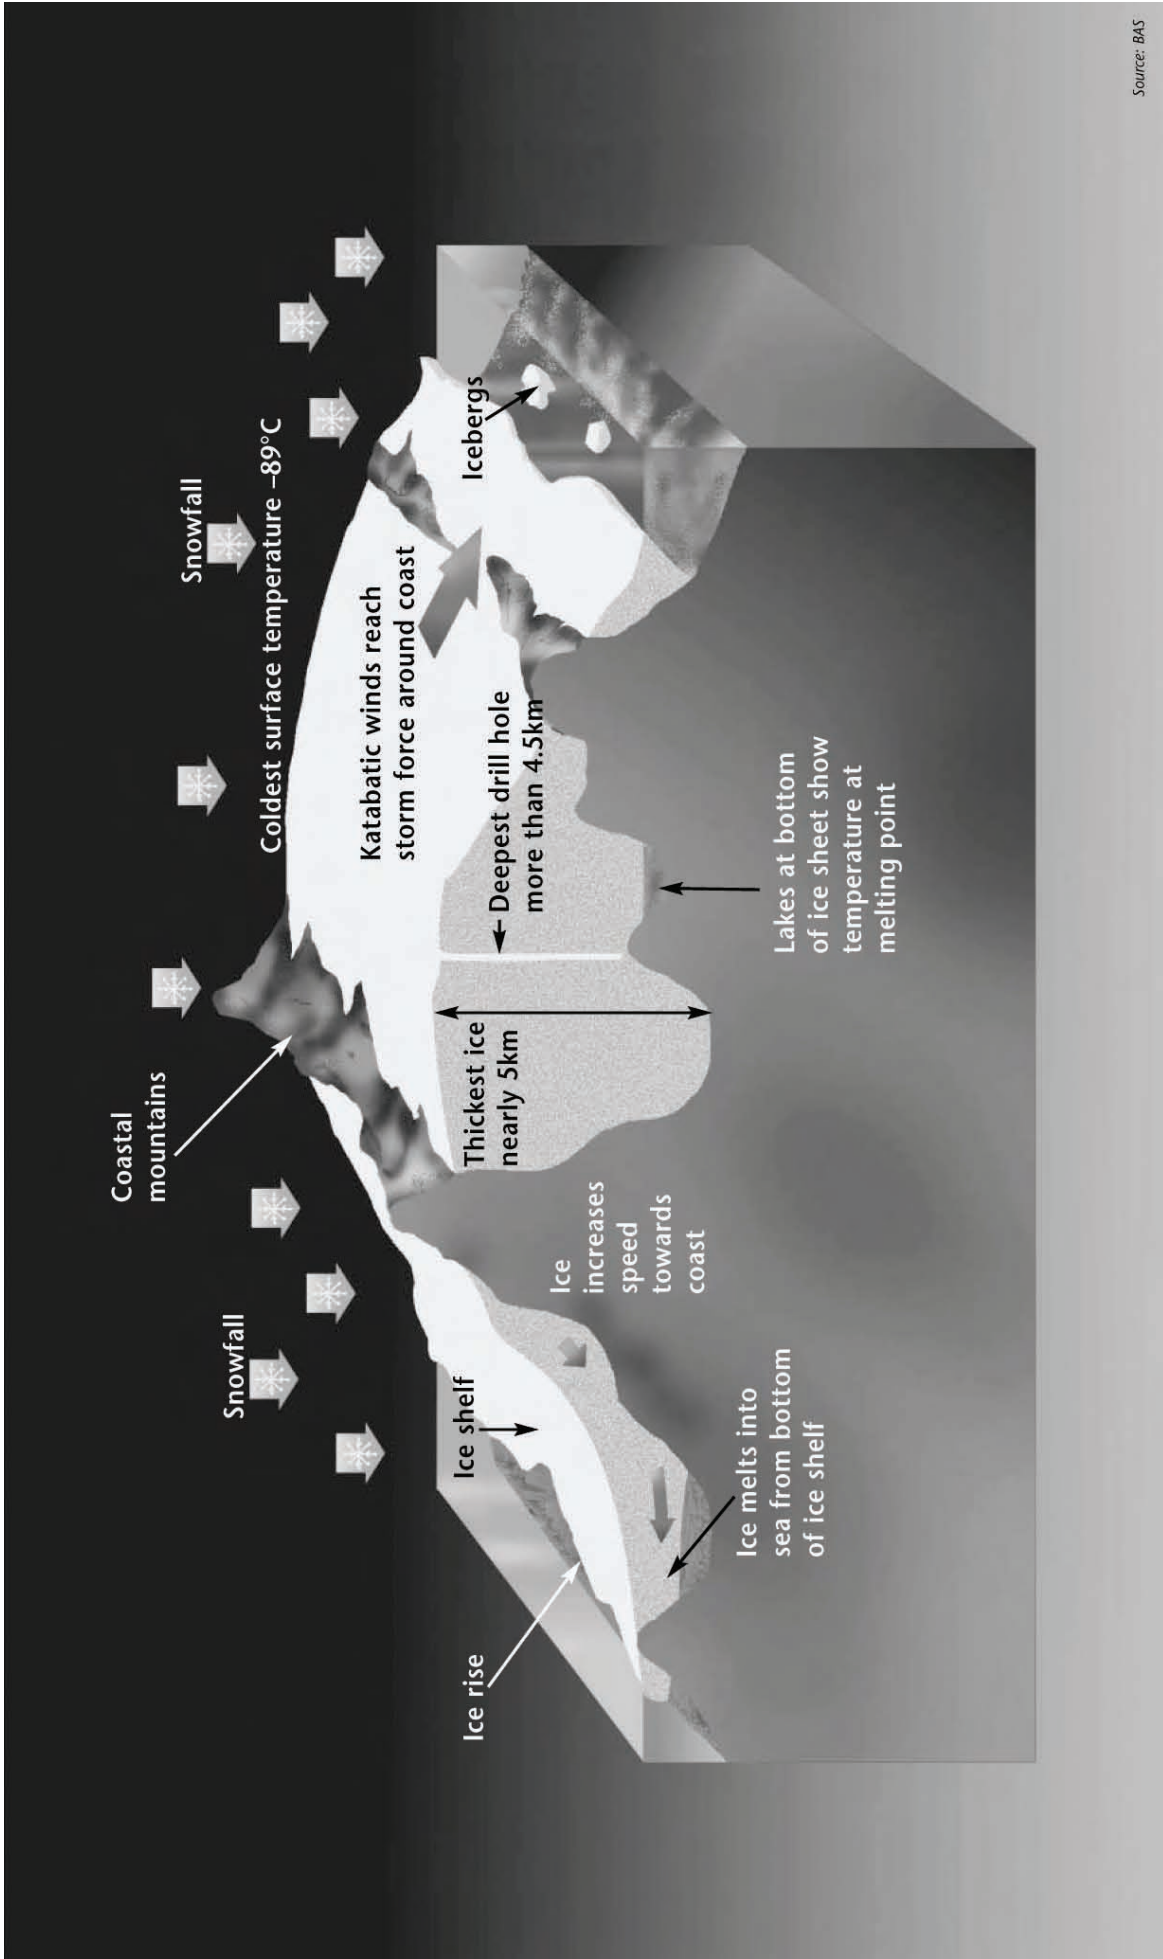 Coastal
mountains
Snowfall
Snowfall
Coldest surface temperature –89°C
Katabatic winds reach
storm force around coast
Ice rise
Ice shelf
Thickest ice
nearly 5km
Deepest drill hole
more than 4.5km
Icebergs
Ice
increases
speed
towards
coast
Ice melts into
sea from bottom
of ice shelf
Lakes at bottom
of ice sheet show
temperature at
melting point
Source: BAS